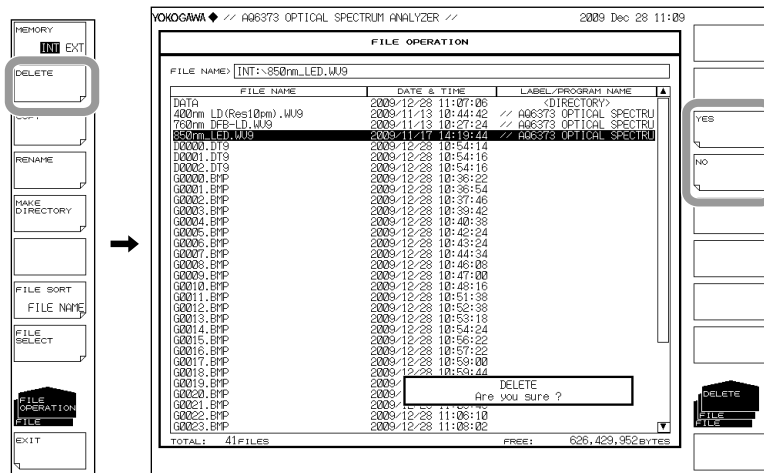 MEMORY
INT EXT
DELETE
RENAME
MAKE
DIRECTORY
FILE SORT
FILE NAME
FILE
SELECT
FILE
OPERATION
FILE
EXIT
YOKOGAWA ◆ // AQ6373 OPTICAL SPECTRUM ANALYZER // 2009 Dec 28 11:09
FILE OPERATION
FILE NAME> INT:\850nm_LED.WU9
FILE NAME DATE & TIME LABEL/PROGRAM NAME
DATA 2009/12/28 11:07:06 <DIRECTORY>
400nm LD(Res10pm).WU9 2009/11/13 10:44:42 // AQ6373 OPTICAL SPECTRU
760nm DFB-LD.WU9 2009/11/13 10:27:24 // AQ6373 OPTICAL SPECTRU
850nm_LED.WU9 2009/11/17 14:19:44 // AQ6373 OPTICAL SPECTRU
D0000.DT9 2009/12/28 10:54:14
D0001.DT9 2009/12/28 10:54:16
D0002.DT9 2009/12/28 10:54:16
G0000.BMP 2009/12/28 10:36:22
G0001.BMP 2009/12/28 10:36:54
G0002.BMP 2009/12/28 10:37:46
G0003.BMP 2009/12/28 10:39:42
G0004.BMP 2009/12/28 10:40:38
G0005.BMP 2009/12/28 10:42:24
G0006.BMP 2009/12/28 10:43:24
G0007.BMP 2009/12/28 10:44:34
G0008.BMP 2009/12/28 10:46:08
G0009.BMP 2009/12/28 10:47:00
G0010.BMP 2009/12/28 10:48:16
G0011.BMP 2009/12/28 10:51:38
G0012.BMP 2009/12/28 10:52:38
G0013.BMP 2009/12/28 10:53:18
G0014.BMP 2009/12/28 10:54:24
G0015.BMP 2009/12/28 10:56:22
G0016.BMP 2009/12/28 10:57:22
G0017.BMP 2009/12/28 10:59:00
G0018.BMP 2009/12/28 10:59:44
G0019.BMP 2009/
G0020.BMP 2009/
G0021.BMP 2009/
G0022.BMP 2009/12/28 11:06:10
G0023.BMP 2009/12/28 11:08:02
DELETE
Are you sure ?
TOTAL: 41FILES FREE: 626,429,952BYTES
YES
NO
DELETE
FILE
FILE